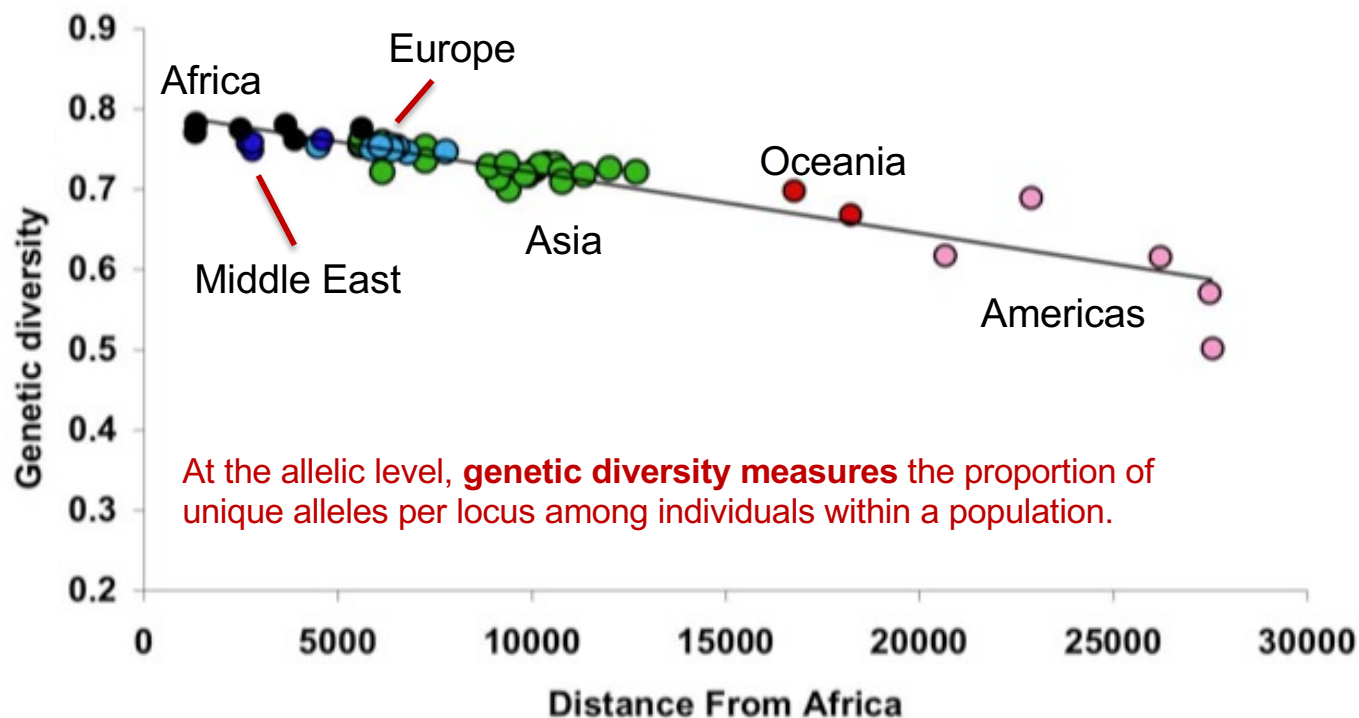 0.9
0.8
0.7
0.6
0.5
0.4
0.3
0.2
Genetic diversity
Africa
Europe
Middle East
Asia
Oceania
Americas
At the allelic level, genetic diversity measures the proportion of
unique alleles per locus among individuals within a population.
0 5000 10000 15000 20000 25000 30000
Distance From Africa